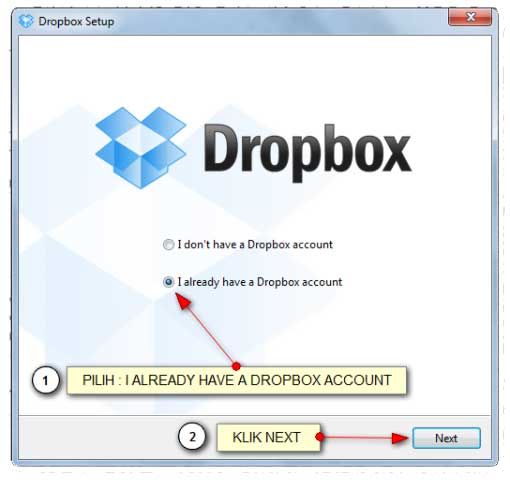 Dropbox Setup
Dropbox
I don't have a Dropbox account
I already have a Dropbox account
1 PILIH : I ALREADY HAVE A DROPBOX ACCOUNT
2 KLIK NEXT
Next